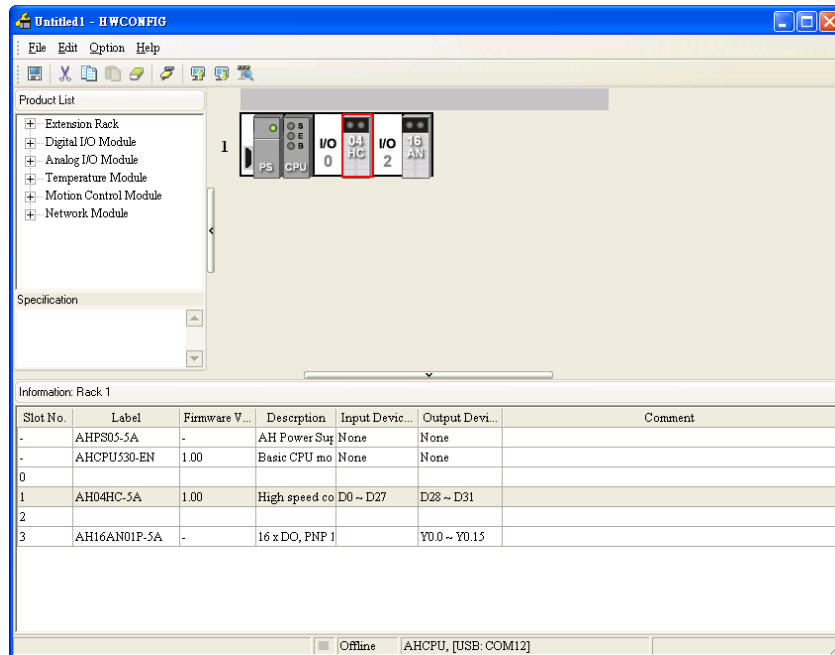 Untitled1 - HWCONFIG
File Edit Option Help
Product List
Extension Rack
Digital I/O Module
Analog I/O Module
Temperature Module
Motion Control Module
Network Module
Specification
1
PS CPU S E B I/O 0 04 HC I/O 2 16 AN
Information: Rack 1
Slot No. Label Firmware V... Descrption Input Devic... Output Devi... Comment
- AHPS05-5A - AH Power Sup None None
- AHCPU530-EN 1.00 Basic CPU mo None None
0
1 AH04HC-5A 1.00 High speed co D0 ~ D27 D28 ~ D31
2
3 AH16AN01P-5A - 16 x DO, PNP 1 Y0.0 ~ Y0.15
Offline AHCPU, [USB: COM12]